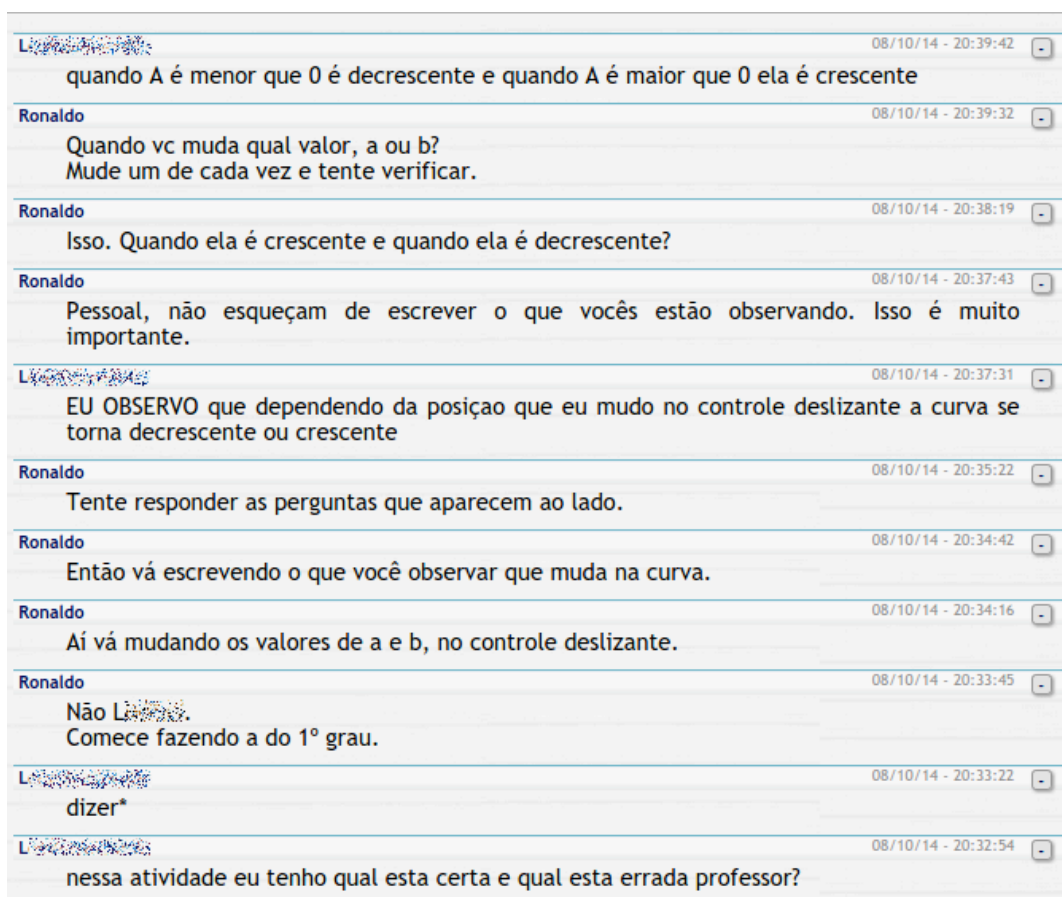 L 08/10/14 - 20:39:42 -
quando A é menor que 0 é decrescente e quando A é maior que 0 ela é crescente
Ronaldo 08/10/14 - 20:39:32 -
Quando vc muda qual valor, a ou b?
Mude um de cada vez e tente verificar.
Ronaldo 08/10/14 - 20:38:19 -
Isso. Quando ela é crescente e quando ela é decrescente?
Ronaldo 08/10/14 - 20:37:43 -
Pessoal, não esqueçam de escrever o que vocês estão observando. Isso é muito
importante.
L 08/10/14 - 20:37:31 -
EU OBSERVO que dependendo da posiçao que eu mudo no controle deslizante a curva se
torna decrescente ou crescente
Ronaldo 08/10/14 - 20:35:22 -
Tente responder as perguntas que aparecem ao lado.
Ronaldo 08/10/14 - 20:34:42 -
Então vá escrevendo o que você observar que muda na curva.
Ronaldo 08/10/14 - 20:34:16 -
Aí vá mudando os valores de a e b, no controle deslizante.
Ronaldo 08/10/14 - 20:33:45 -
Não L.
Comece fazendo a do 1º grau.
L 08/10/14 - 20:33:22 -
dizer*
L 08/10/14 - 20:32:54 -
nessa atividade eu tenho qual esta certa e qual esta errada professor?